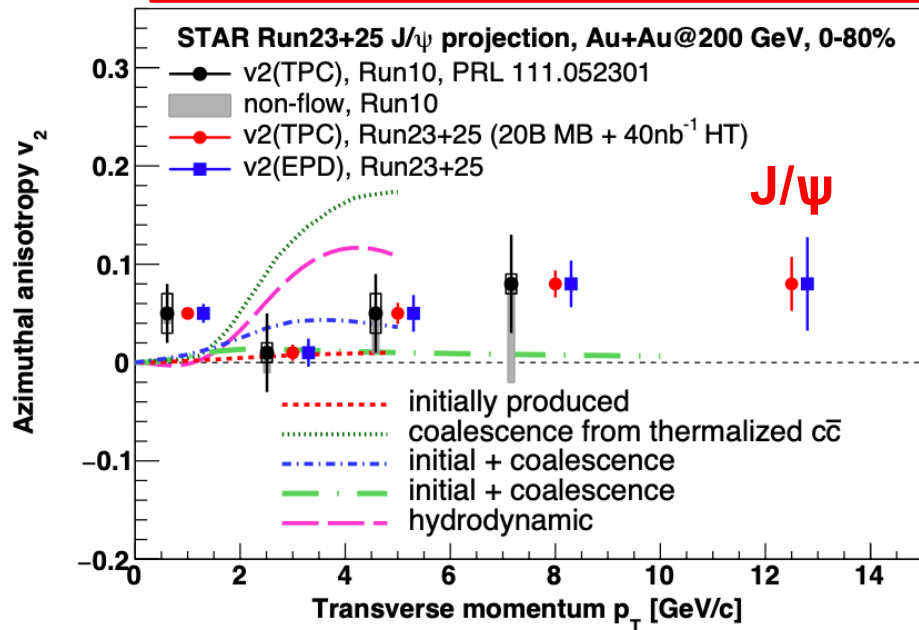 STAR Run23+25 J/ψ projection, Au+Au@200 GeV, 0-80%
v2(TPC), Run10, PRL 111.052301
non-flow, Run10
v2(TPC), Run23+25 (20B MB + 40nb⁻¹ HT)
v2(EPD), Run23+25
J/ψ
initially produced
coalescence from thermalized cc̅
initial + coalescence
initial + coalescence
hydrodynamic
Azimuthal anisotropy v₂
0.3
0.2
0.1
0
−0.1
−0.2
0 2 4 6 8 10 12 14
Transverse momentum p_T [GeV/c]